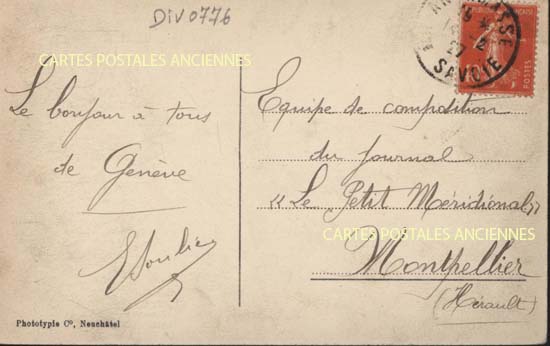 DIV0776
CARTES POSTALES ANCIENNES
Le bonjour à tous
de Genève
Equipe de composition
du journal
« Le Petit Méridional »
Montpellier
(Hérault)
CARTES POSTALES ANCIENNES
Phototypie Cº, Neuchâtel
SAVOIE
POSTES